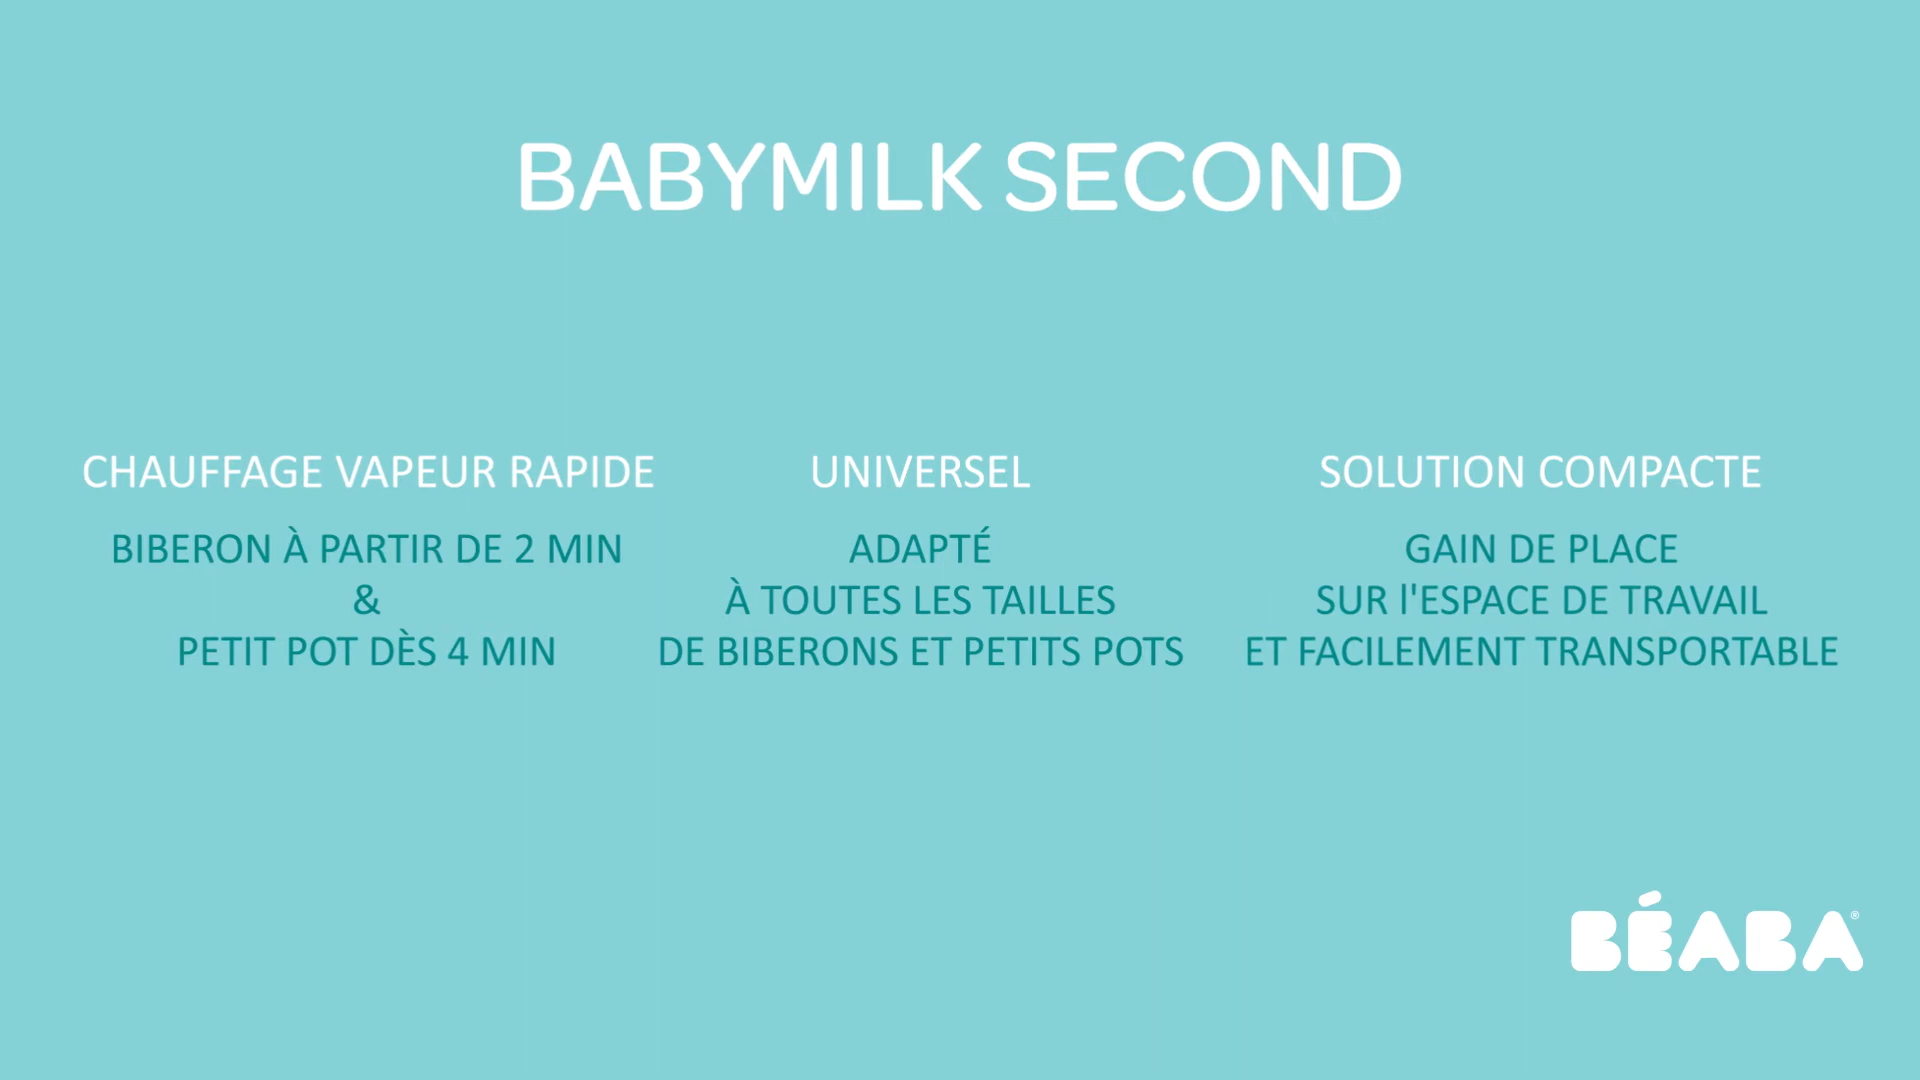 BABYMILK SECOND
CHAUFFAGE VAPEUR RAPIDE
BIBERON À PARTIR DE 2 MIN
&
PETIT POT DÈS 4 MIN
UNIVERSEL
ADAPTÉ
À TOUTES LES TAILLES
DE BIBERONS ET PETITS POTS
SOLUTION COMPACTE
GAIN DE PLACE
SUR l'ESPACE DE TRAVAIL
ET FACILEMENT TRANSPORTABLE
BÉABA®